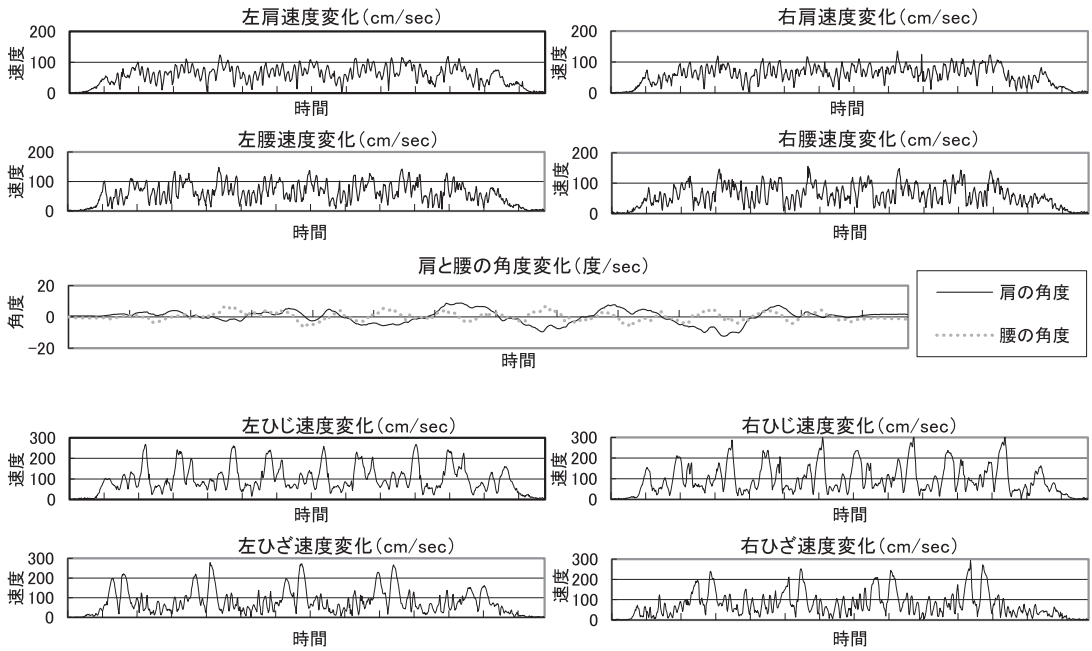 左肩速度変化(cm/sec)
200
100
0
速度
時間
右肩速度変化(cm/sec)
200
100
0
速度
時間
左腰速度変化(cm/sec)
200
100
0
速度
時間
右腰速度変化(cm/sec)
200
100
0
速度
時間
肩と腰の角度変化(度/sec)
20
0
-20
角度
時間
肩の角度
腰の角度
左ひじ速度変化(cm/sec)
300
200
100
0
速度
時間
右ひじ速度変化(cm/sec)
300
200
100
0
速度
時間
左ひざ速度変化(cm/sec)
300
200
100
0
速度
時間
右ひざ速度変化(cm/sec)
300
200
100
0
速度
時間